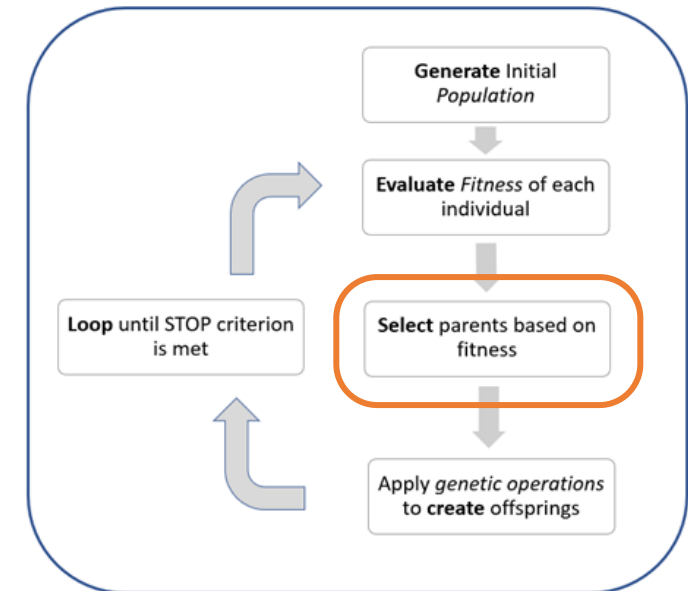 Generate Initial
Population
Evaluate Fitness of each
individual
Loop until STOP criterion
is met
Select parents based on
fitness
Apply genetic operations
to create offsprings